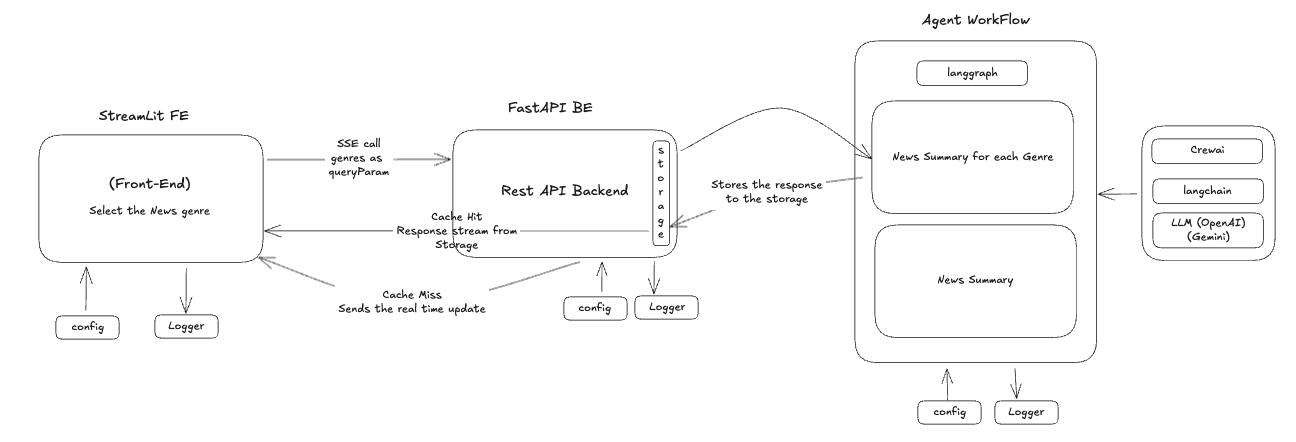 Agent WorkFlow
langgraph
StreamLit FE
FastAPI BE
SSE call
genres as
queryParam
storage
News Summary for each Genre
Crewai
(Front-End)
Select the News genre
Rest API Backend
Stores the response
to the storage
langchain
Cache Hit
Response stream from
Storage
LLM (OpenAI)
(Gemini)
News Summary
Cache Miss
Sends the real time update
config
Logger
config
Logger
config
Logger